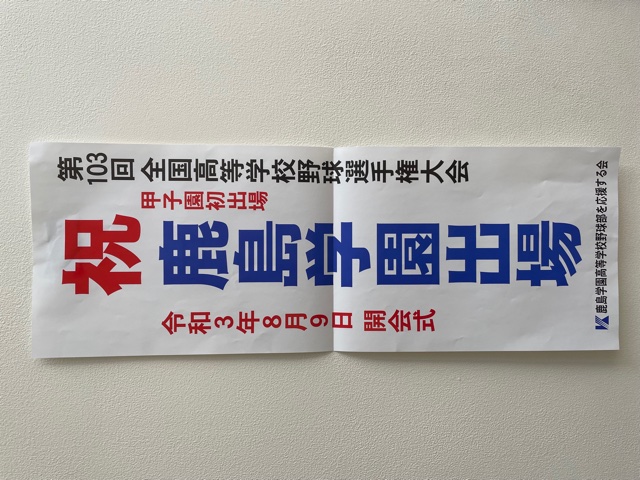 第103回 全国高等学校野球選手権大会
甲子園初出場
祝 鹿島学園出場
令和3年8月9日 開会式
鹿島学園高等学校野球部を応援する会